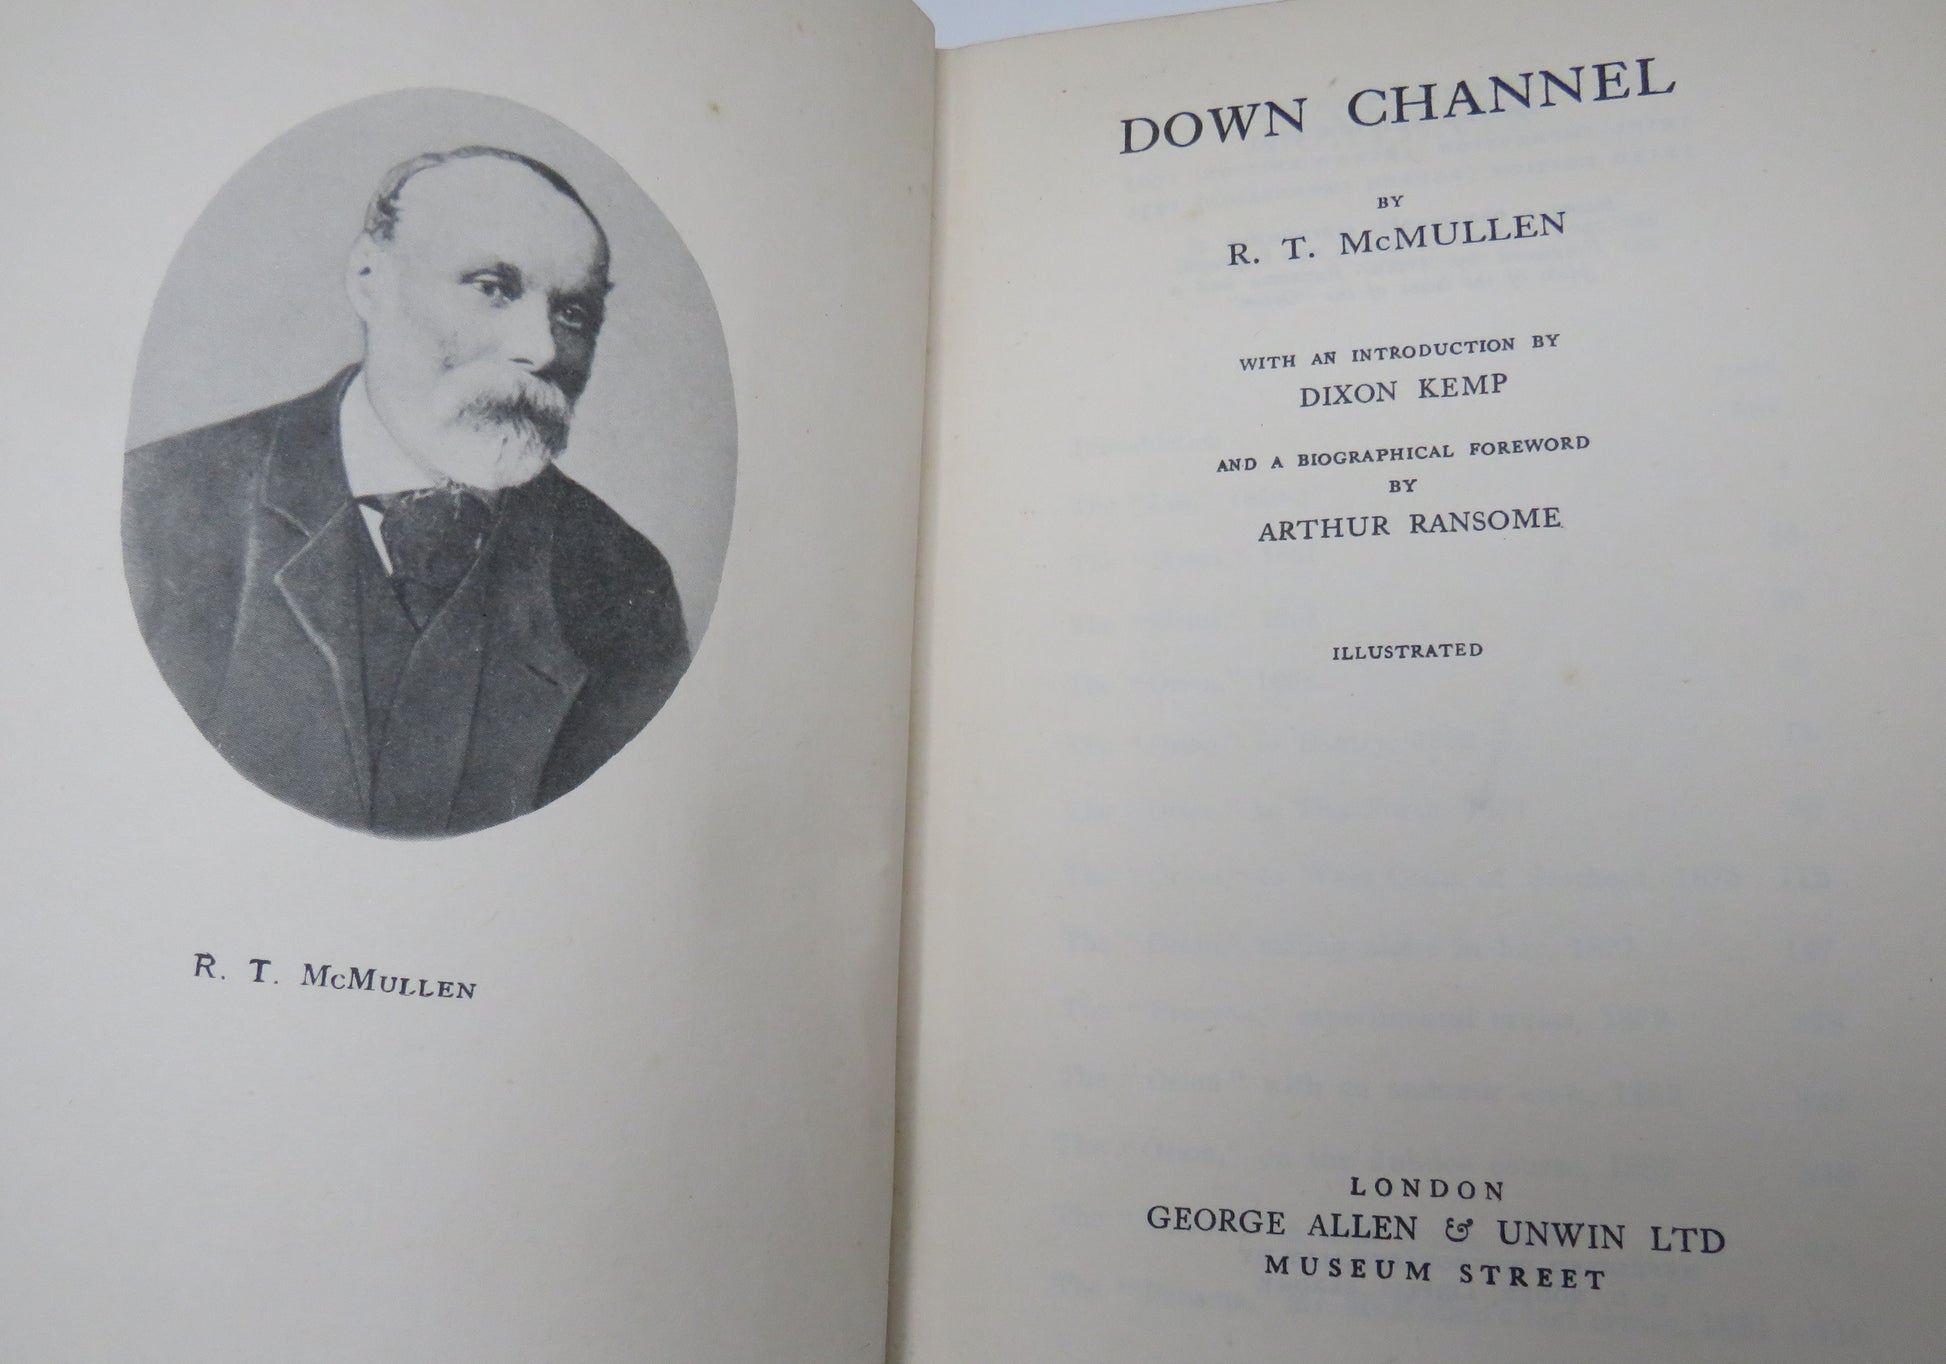 R. T. McMULLEN
DOWN CHANNEL
BY
R. T. McMULLEN
WITH AN INTRODUCTION BY
DIXON KEMP
AND A BIOGRAPHICAL FOREWORD
BY
ARTHUR RANSOME
ILLUSTRATED
LONDON
GEORGE ALLEN & UNWIN LTD
MUSEUM STREET